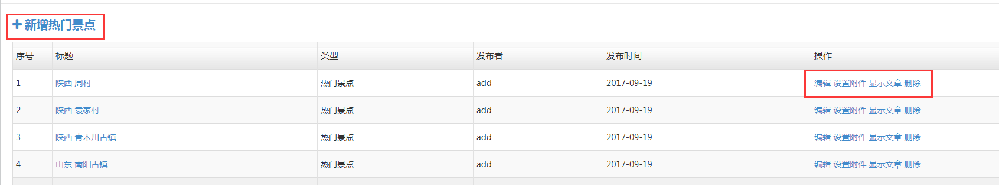 新增热门景点
序号 标题 类型 发布者 发布时间 操作
1 陕西 周村 热门景点 add 2017-09-19 编辑 设置附件 显示文章 删除
2 陕西 袁家村 热门景点 add 2017-09-19 编辑 设置附件 显示文章 删除
3 陕西 青木川古镇 热门景点 add 2017-09-19 编辑 设置附件 显示文章 删除
4 山东 南阳古镇 热门景点 add 2017-09-19 编辑 设置附件 显示文章 删除